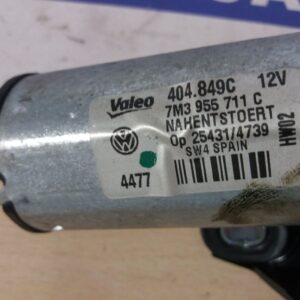 Valeo 404.849C 12V
7M3 955 711 C
NAHENTSTOERT
Op 25431/4739
SW4 SPAIN
4477
HW02